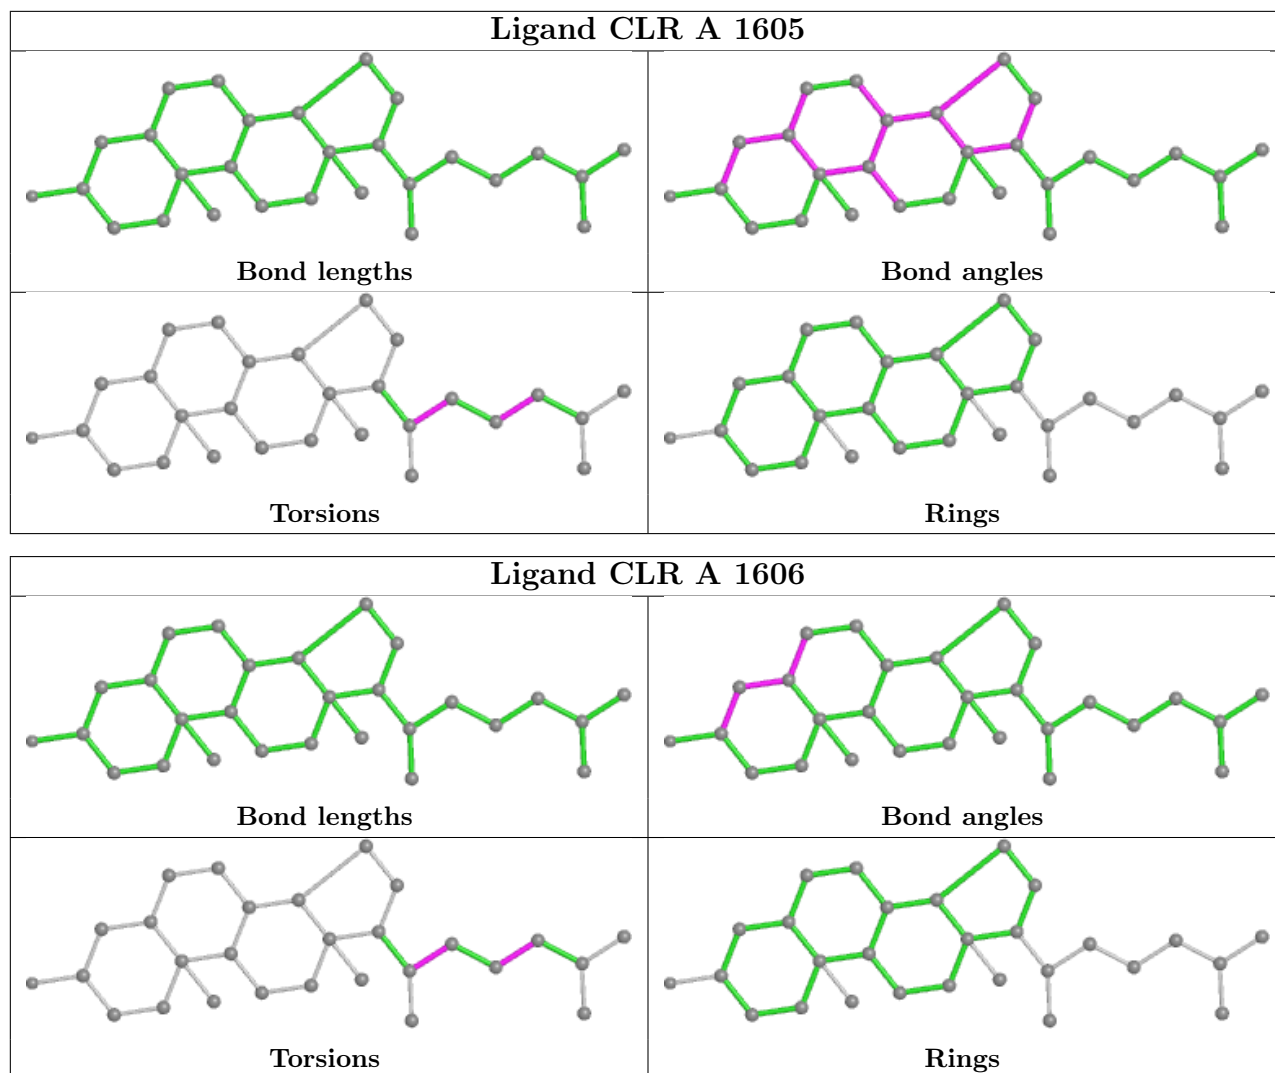 Ligand CLR A 1605
Bond lengths
Bond angles
Torsions
Rings
Ligand CLR A 1606
Bond lengths
Bond angles
Torsions
Rings